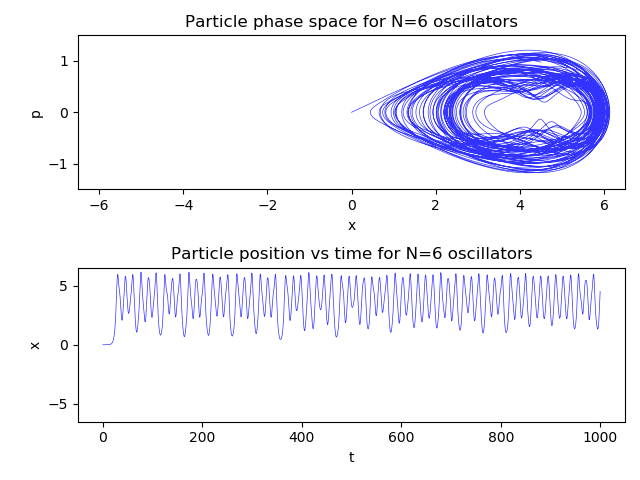 Particle phase space for N=6 oscillators
1
0
−1
p
−6 −4 −2 0 2 4 6
x
Particle position vs time for N=6 oscillators
5
0
−5
x
0 200 400 600 800 1000
t